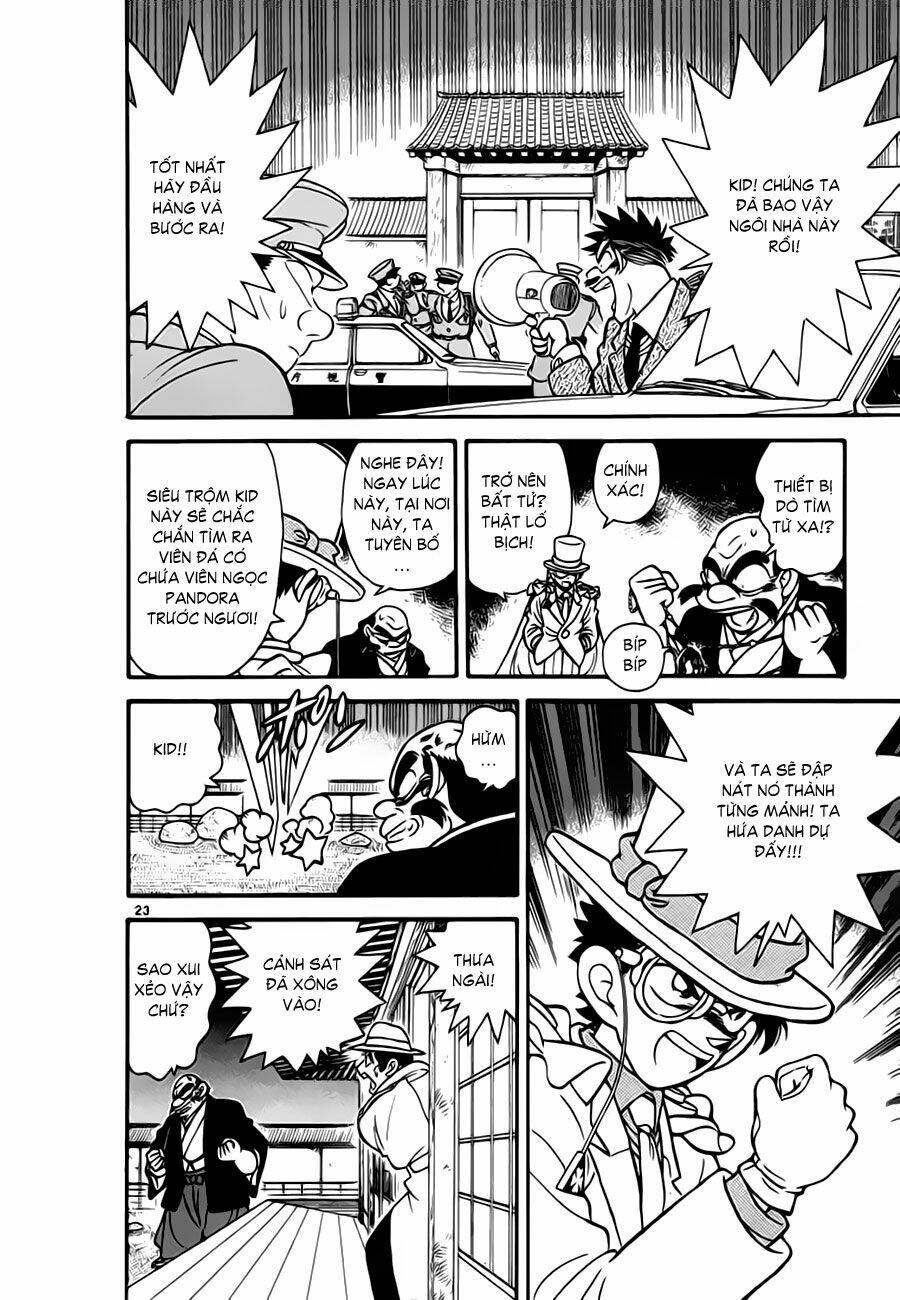 KID! CHÚNG TA
ĐÃ BAO VẬY
NGÔI NHÀ NÀY
RỒI!
TỐT NHẤT
HÃY ĐẦU
HÀNG VÀ
BƯỚC RA!
庁視警
THIẾT BỊ
DÒ TÌM
TỪ XA!?
CHÍNH
XÁC!
TRỞ NÊN
BẤT TỬ?
THẬT LỐ
BỊCH!
BÍP
BÍP
NGHE ĐÂY!
NGAY LÚC
NÀY, TẠI NƠI
NÀY, TA
TUYÊN BỐ
...
SIÊU TRỘM KID
NÀY SẼ CHẮC
CHẮN TÌM RA
VIÊN ĐÁ CÓ
CHỨA VIÊN NGỌC
PANDORA
TRƯỚC NGƯƠI!
VÀ TA SẼ ĐẬP
NÁT NÓ THÀNH
TỪNG MẢNH! TA
HỨA DANH DỰ
ĐẤY!!!
HỪM
...
KID!!
23
THƯA
NGÀI!
CẢNH SÁT
ĐÃ XÔNG
VÀO!
SAO XUI
XẺO VẬY
CHỨ?